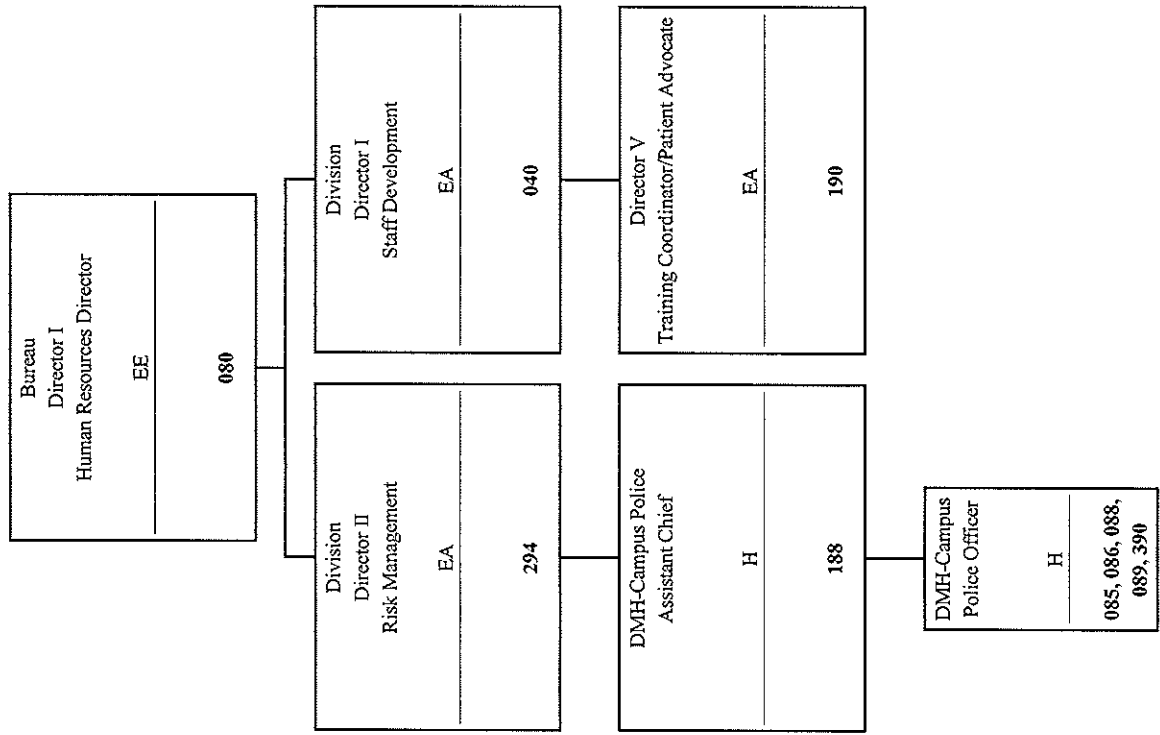 Bureau
Director I
Human Resources Director
EE
080
Division
Director II
Risk Management
EA
294
Division
Director I
Staff Development
EA
040
DMH-Campus Police
Assistant Chief
H
188
Director V
Training Coordinator/Patient Advocate
EA
190
DMH-Campus
Police Officer
H
085, 086, 088,
089, 390